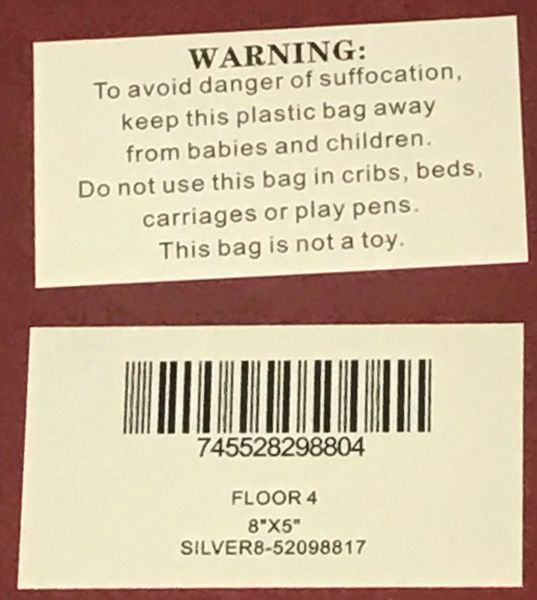 WARNING:
To avoid danger of suffocation,
keep this plastic bag away
from babies and children.
Do not use this bag in cribs, beds,
carriages or play pens.
This bag is not a toy.
745528298804
FLOOR 4
8"X5"
SILVER8-52098817